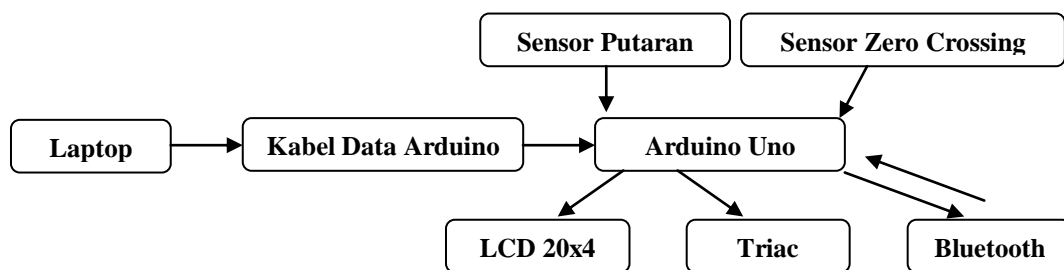 Sensor Putaran
Sensor Zero Crossing
Laptop
Kabel Data Arduino
Arduino Uno
LCD 20x4
Triac
Bluetooth